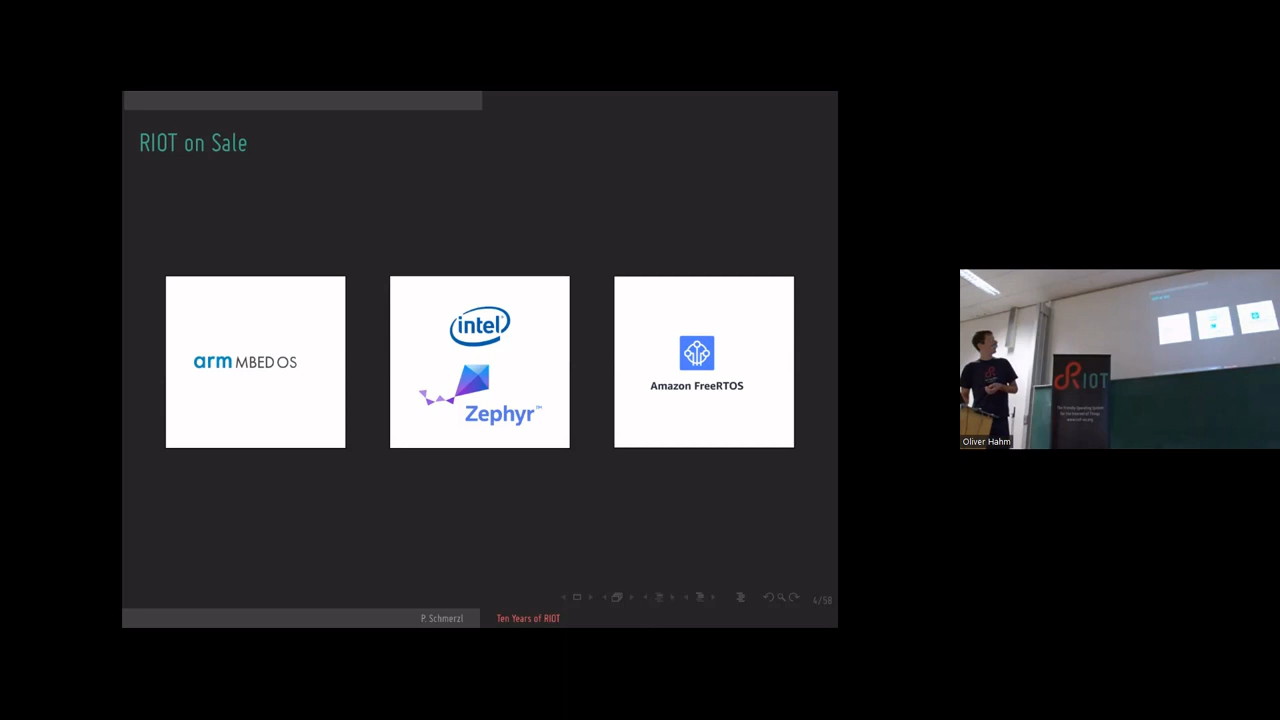 RIOT on Sale
arm MBED OS
intel
Zephyr™
Amazon FreeRTOS
4/58
P. Schmerzl
Ten Years of RIOT
RIOT
Oliver Hahm